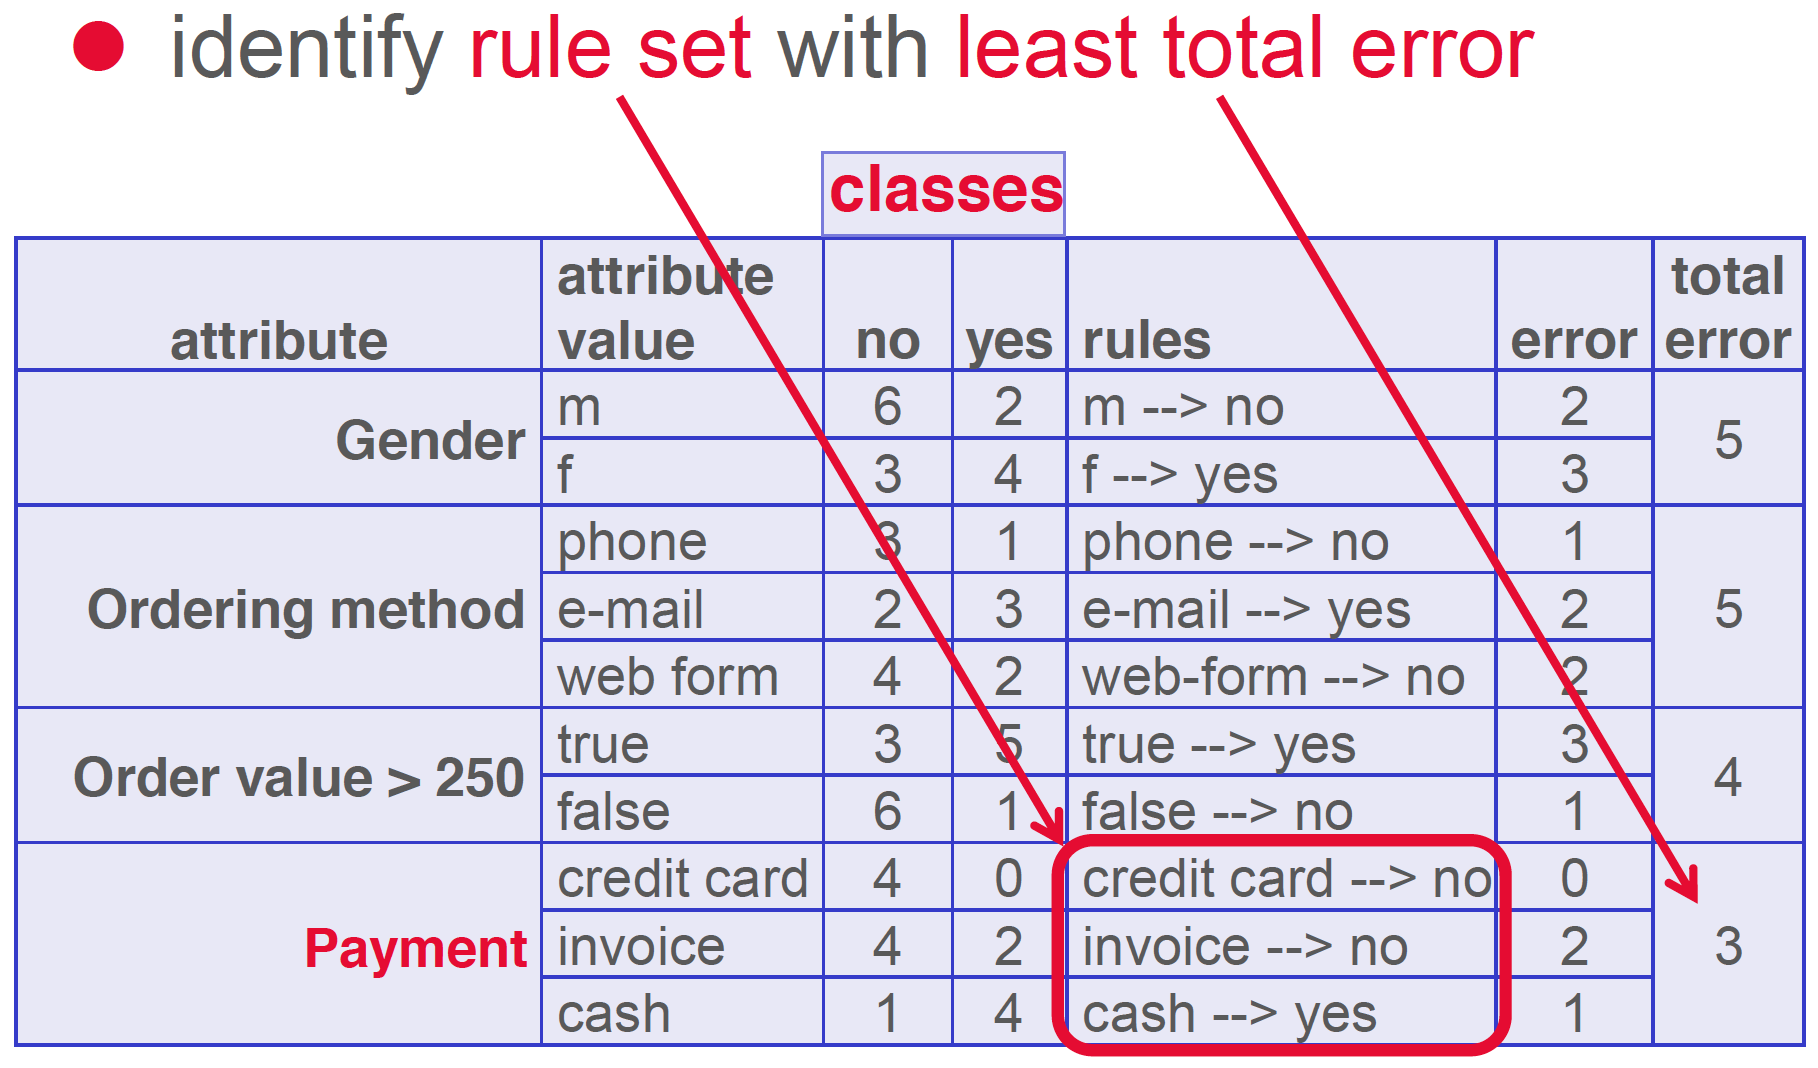 identify rule set with least total error
classes
attribute attribute value no yes rules error total error
Gender m 6 2 m --> no 2 5
f 3 4 f --> yes 3
Ordering method phone 3 1 phone --> no 1 5
e-mail 2 3 e-mail --> yes 2
web form 4 2 web-form --> no 2
Order value > 250 true 3 5 true --> yes 3 4
false 6 1 false --> no 1
Payment credit card 4 0 credit card --> no 0 3
invoice 4 2 invoice --> no 2
cash 1 4 cash --> yes 1